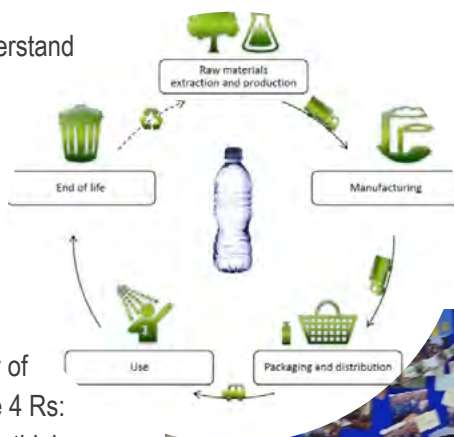 erstand
Raw materials
extraction and production
End of life
Manufacturing
Use
Packaging and distribution
of
4 Rs: